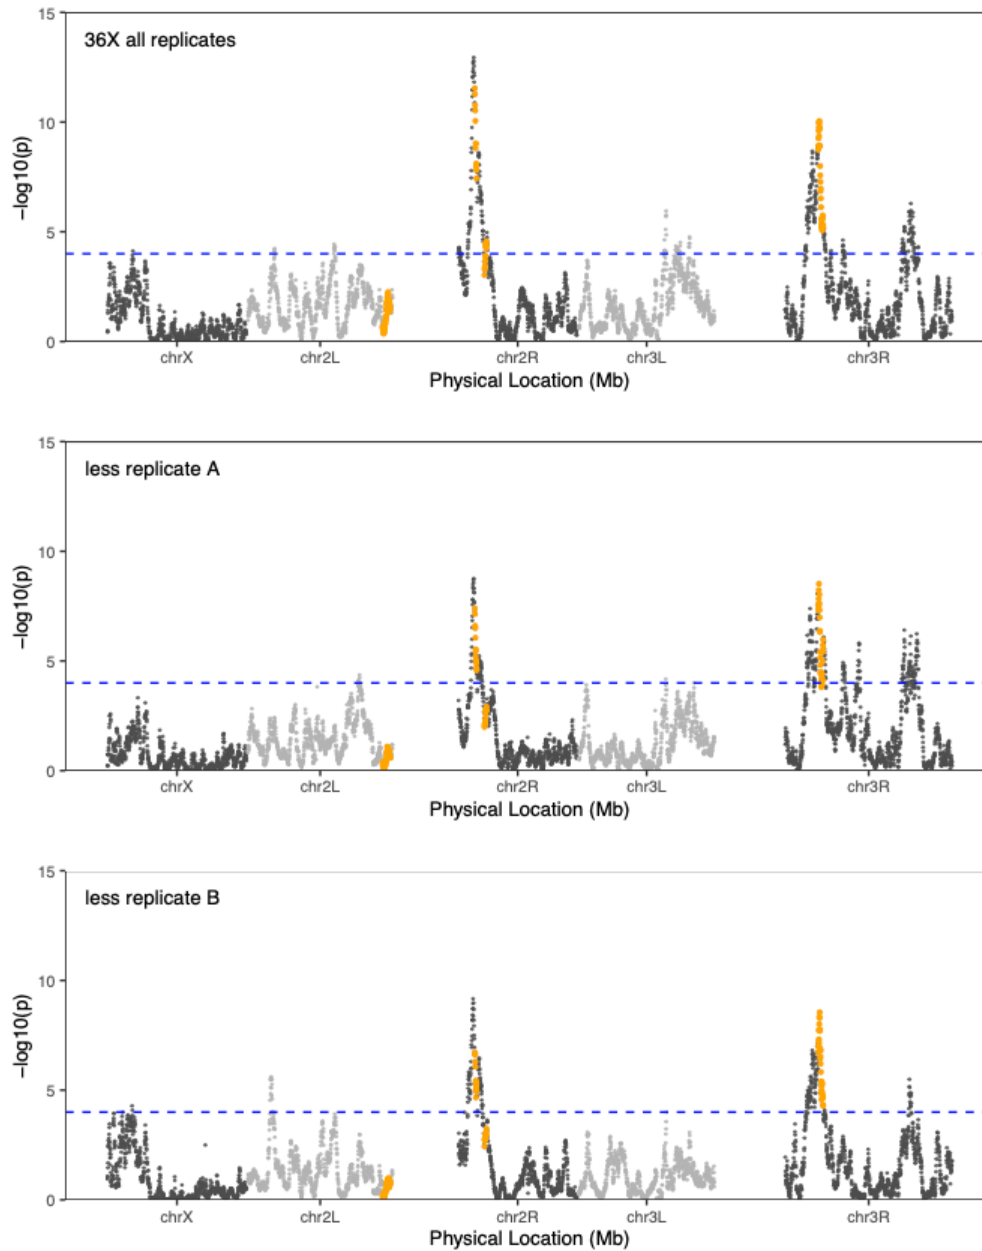 36X all replicates
15
10
5
0
−log10(p)
chrX chr2L chr2R chr3L chr3R
Physical Location (Mb)
less replicate A
15
10
5
0
−log10(p)
chrX chr2L chr2R chr3L chr3R
Physical Location (Mb)
less replicate B
15
10
5
0
−log10(p)
chrX chr2L chr2R chr3L chr3R
Physical Location (Mb)